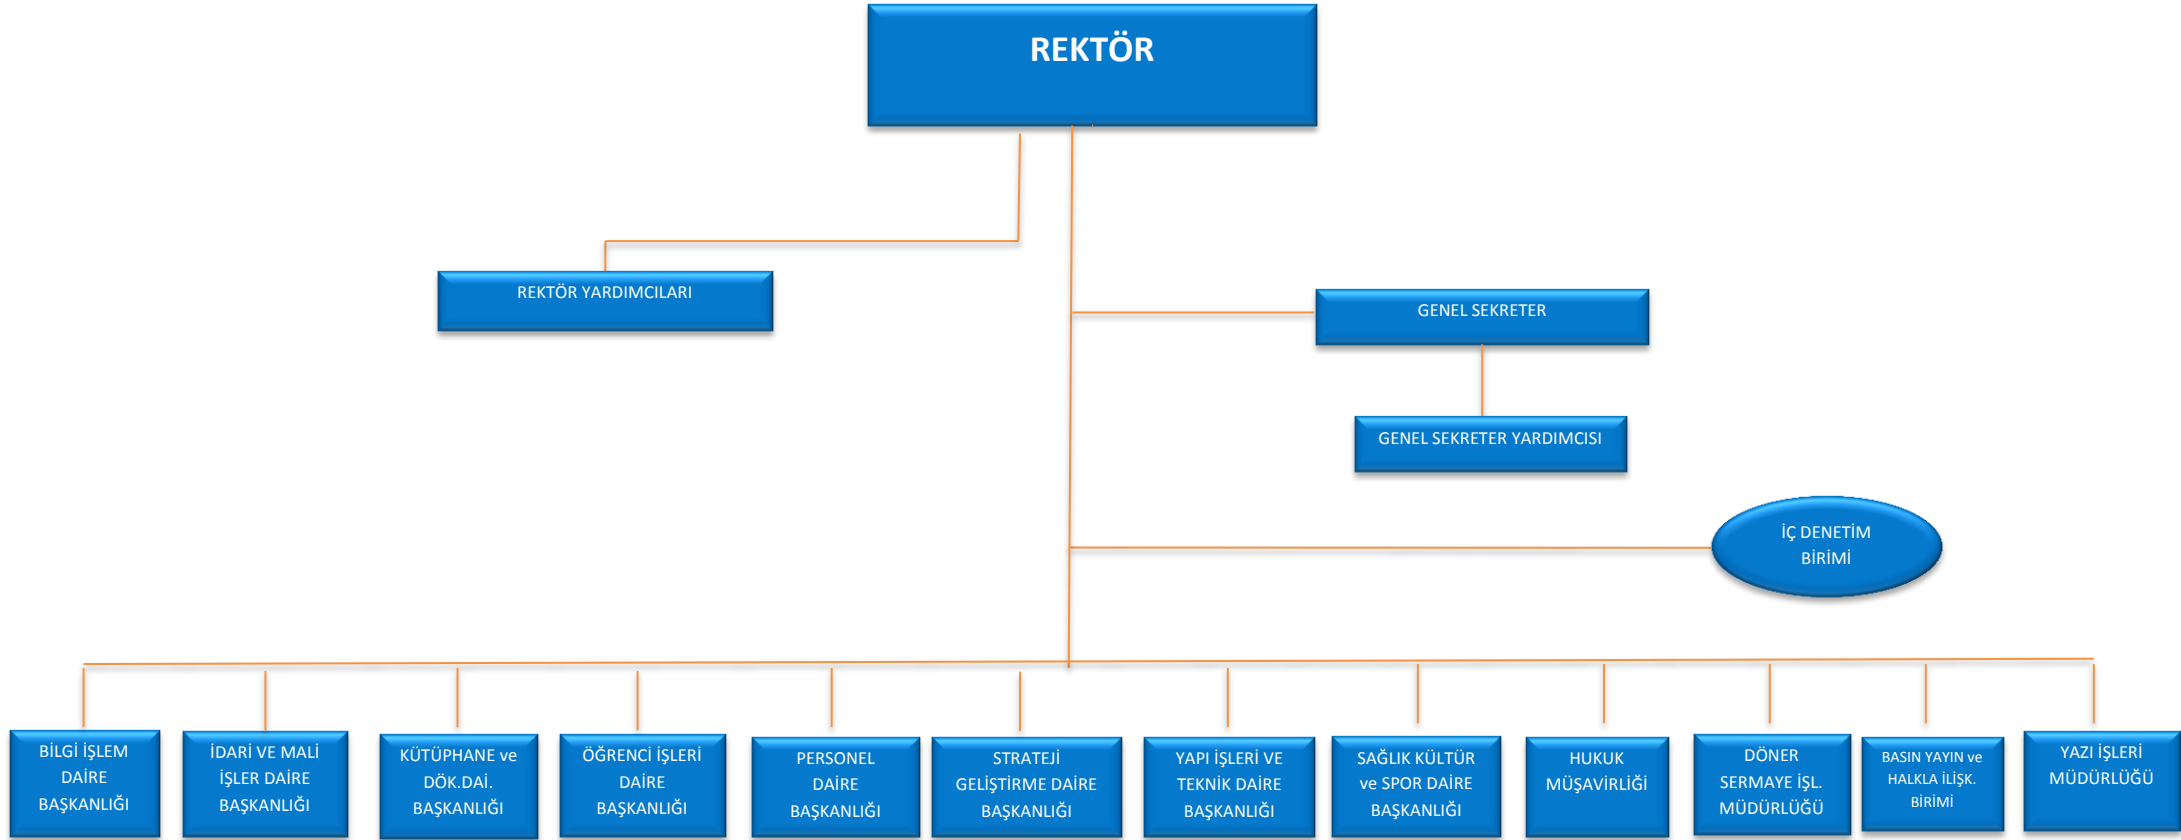 REKTÖR
REKTÖR YARDIMCILARI
GENEL SEKRETER
GENEL SEKRETER YARDIMCISI
İÇ DENETİM
BİRİMİ
BİLGİ İŞLEM
DAİRE
BAŞKANLIĞI
İDARİ VE MALİ
İŞLER DAİRE
BAŞKANLIĞI
KÜTÜPHANE ve
DÖK.DAİ.
BAŞKANLIĞI
ÖĞRENCİ İŞLERİ
DAİRE
BAŞKANLIĞI
PERSONEL
DAİRE
BAŞKANLIĞI
STRATEJİ
GELİŞTİRME DAİRE
BAŞKANLIĞI
YAPI İŞLERİ VE
TEKNİK DAİRE
BAŞKANLIĞI
SAĞLIK KÜLTÜR
ve SPOR DAİRE
BAŞKANLIĞI
HUKUK
MÜŞAVİRLİĞİ
DÖNER
SERMAYE İŞL.
MÜDÜRLÜĞÜ
BASIN YAYIN ve
HALKLA İLİŞK.
BİRİMİ
YAZI İŞLERİ
MÜDÜRLÜĞÜ